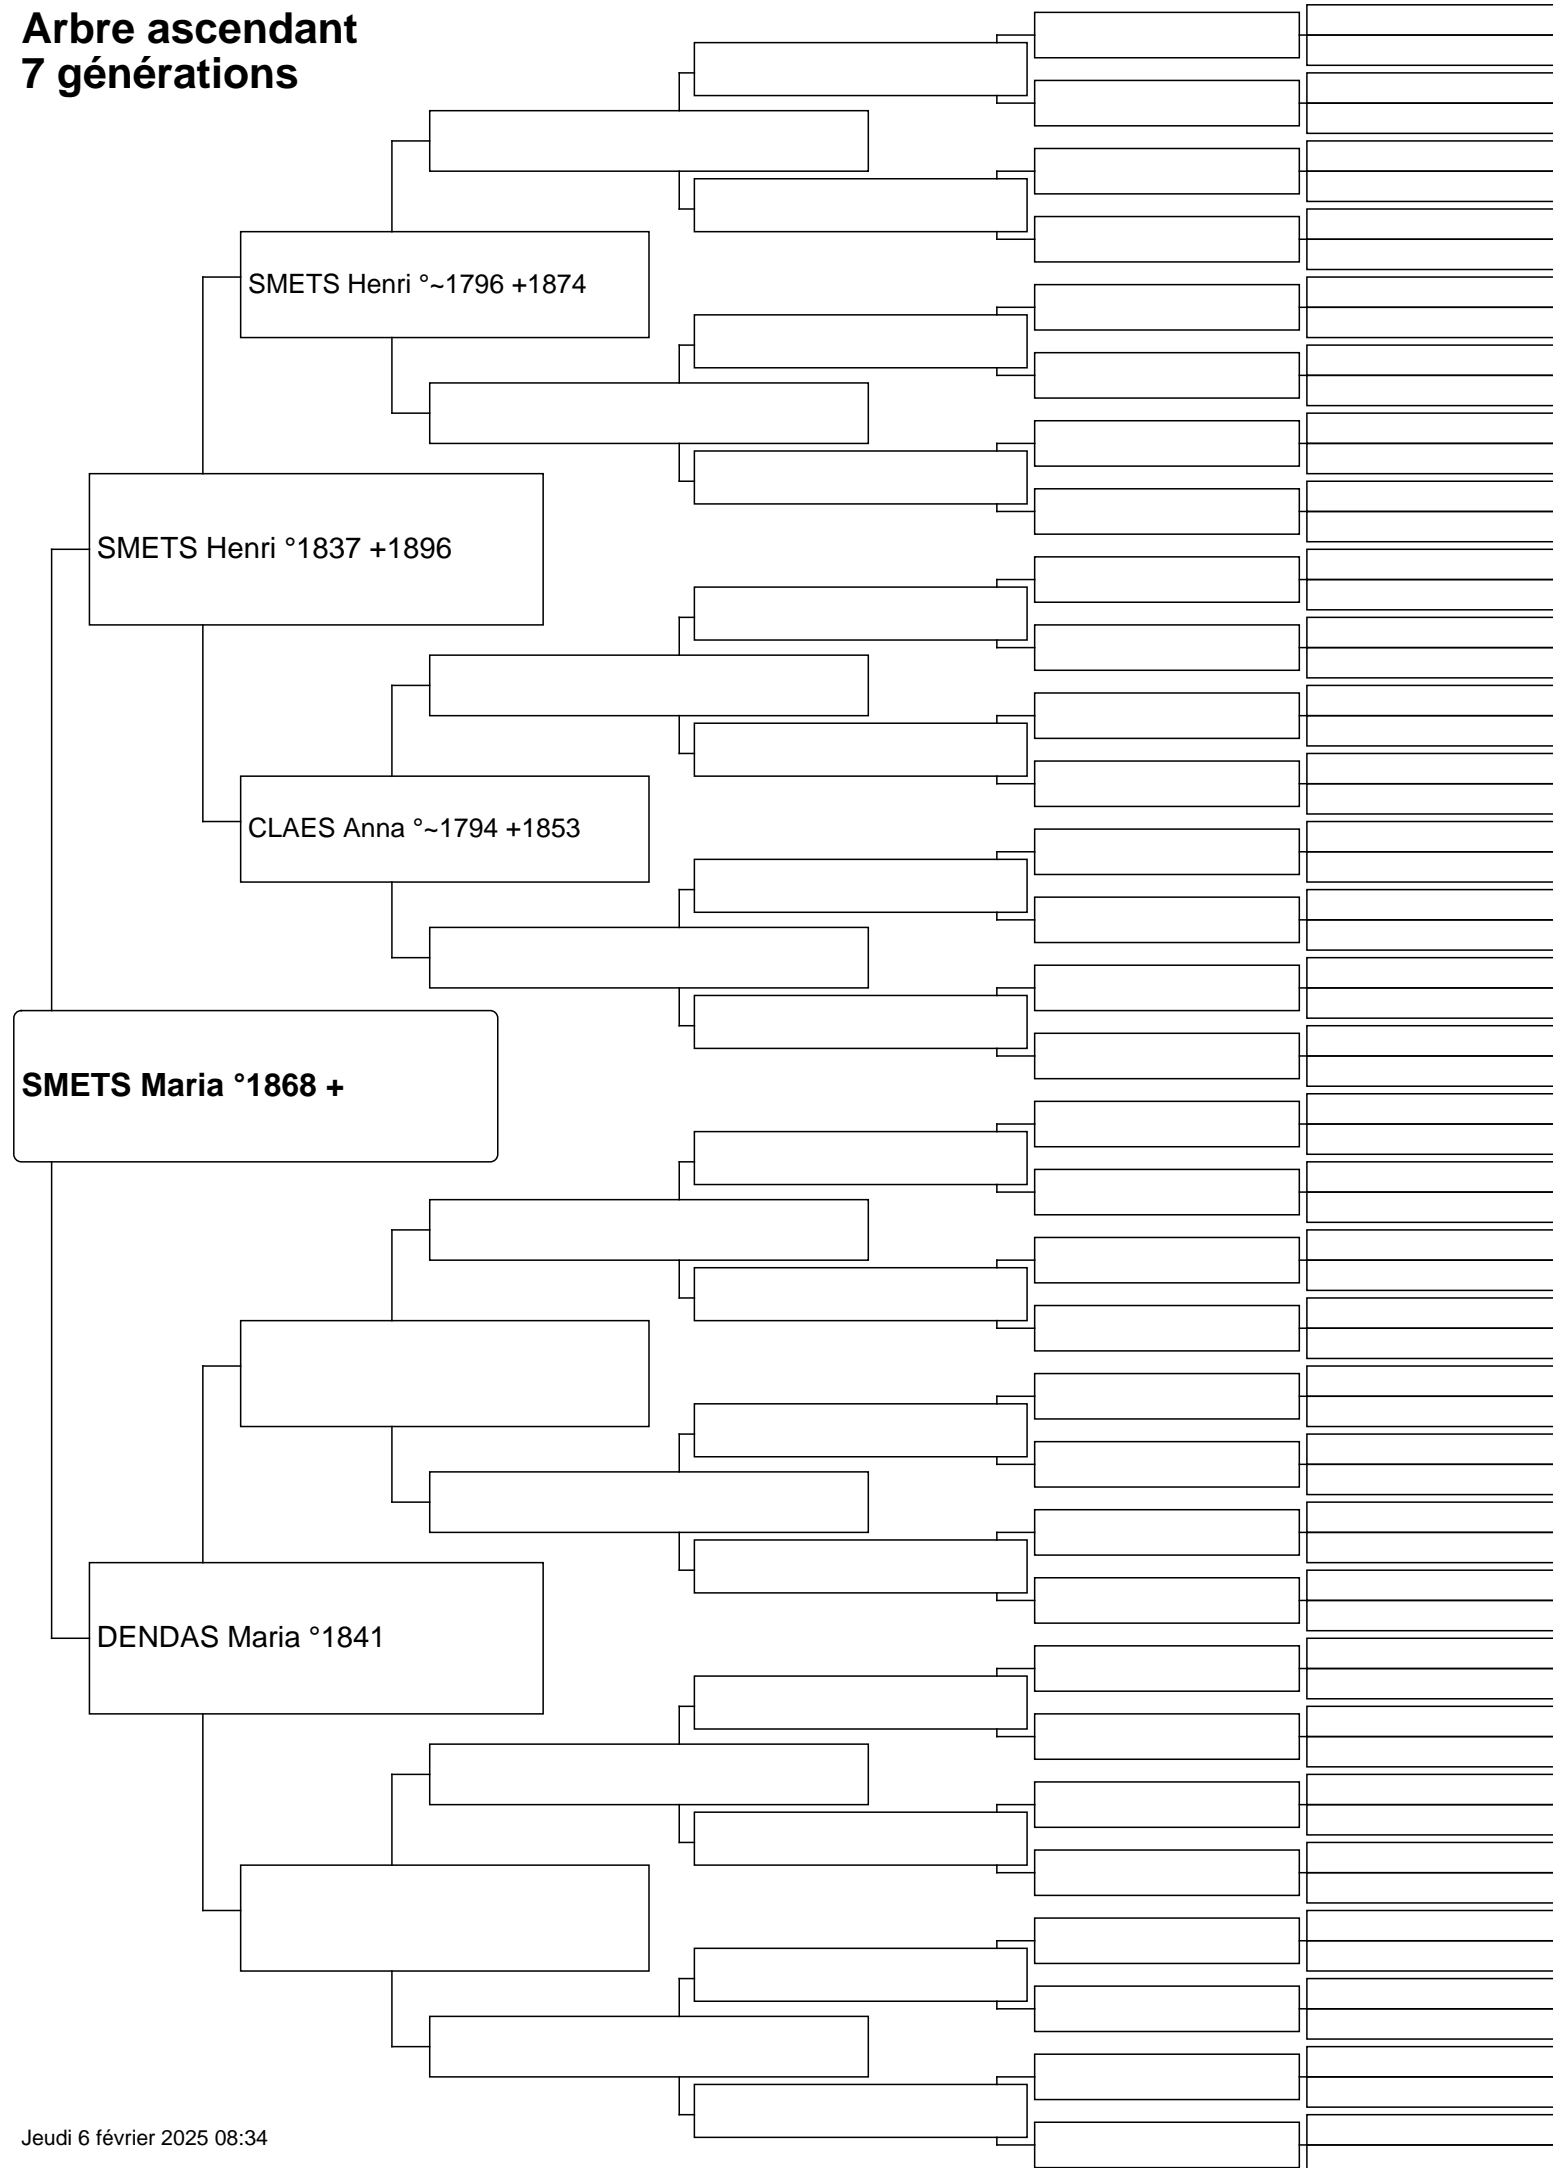 Arbre ascendant
7 générations
SMETS Henri °~1796 +1874
SMETS Henri °1837 +1896
CLAES Anna °~1794 +1853
SMETS Maria °1868 +
DENDAS Maria °1841
Jeudi 6 février 2025 08:34